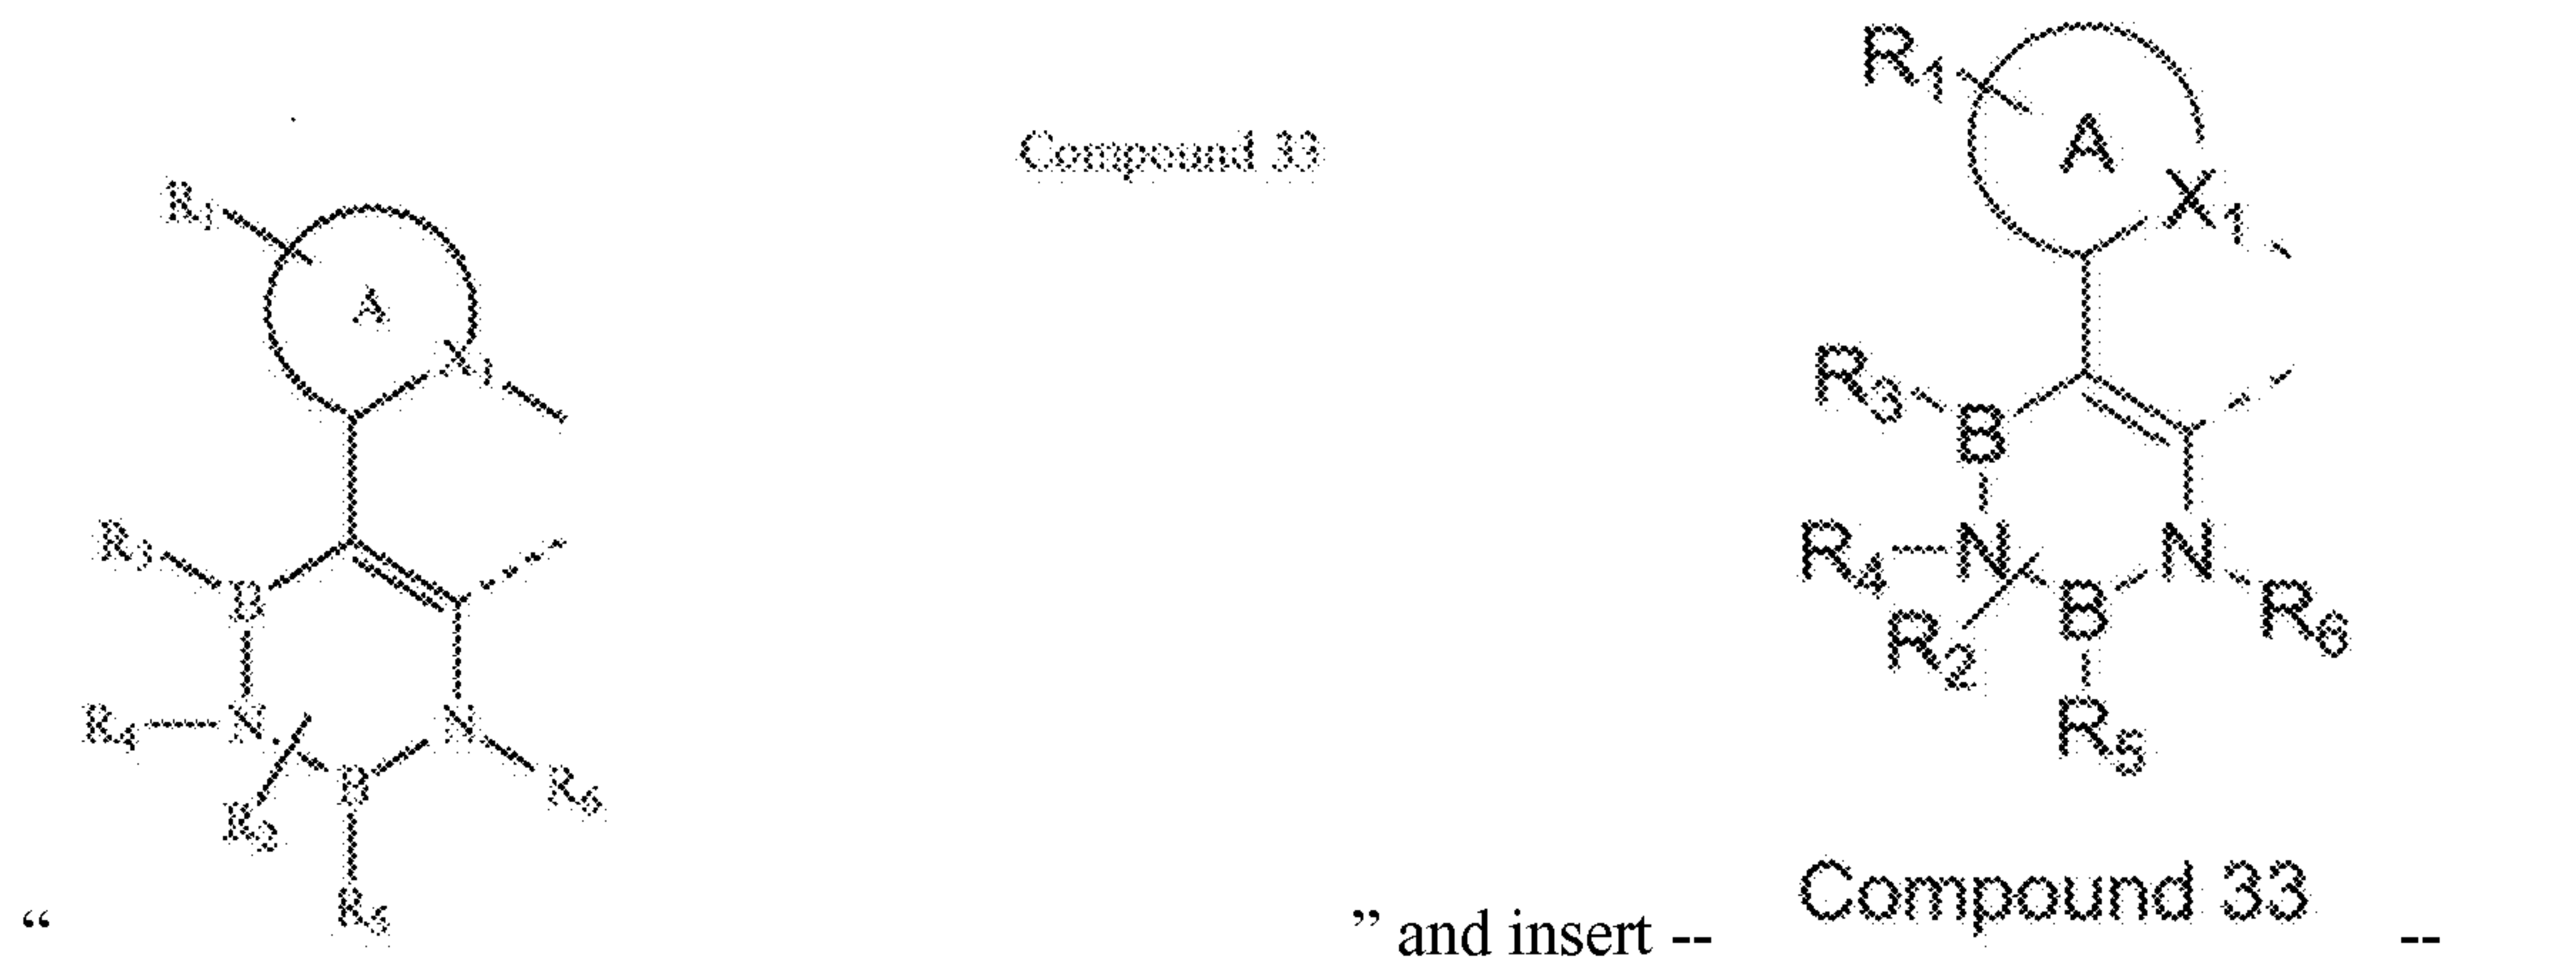 Compound 33
R1
A
X1
R3
B
R4
N
N
B
R2
R6
R5
R1
A
X1
R3
B
R4
N
N
R2
B
R6
R5
Compound 33
“ ” and insert -- --